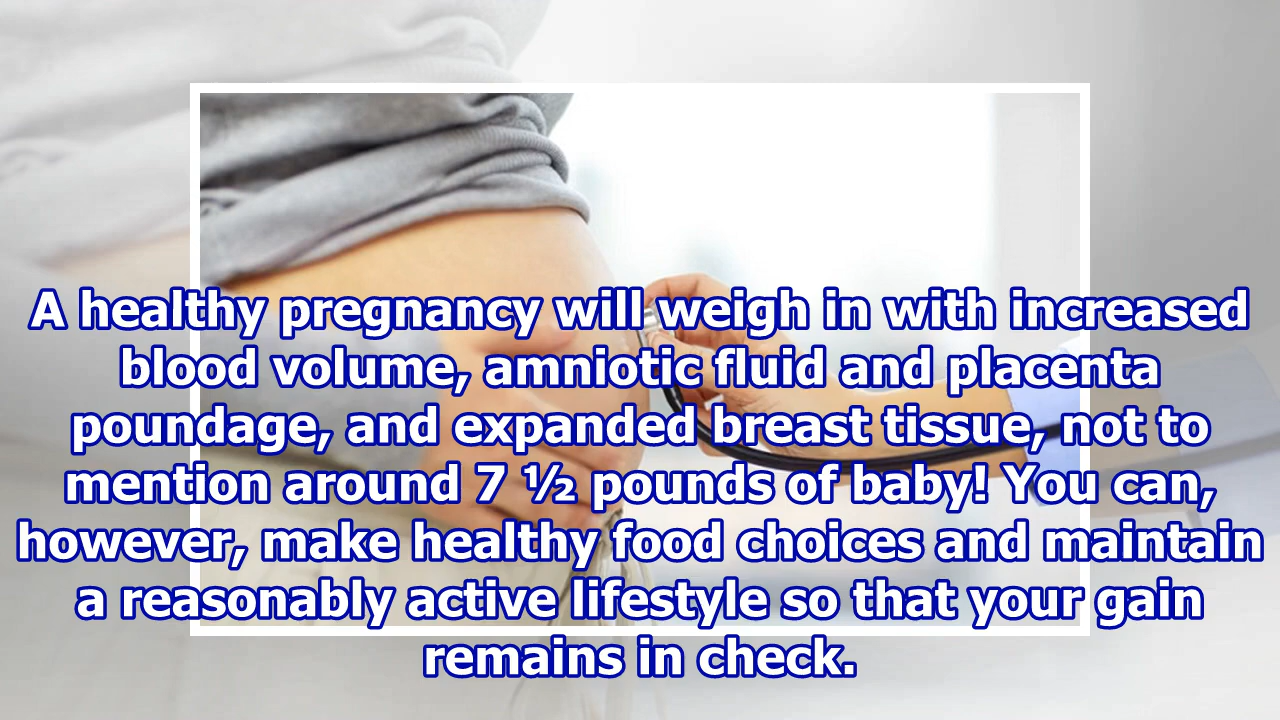 A healthy pregnancy will weigh in with increased
blood volume, amniotic fluid and placenta
poundage, and expanded breast tissue, not to
mention around 7 ½ pounds of baby! You can,
however, make healthy food choices and maintain
a reasonably active lifestyle so that your gain
remains in check.